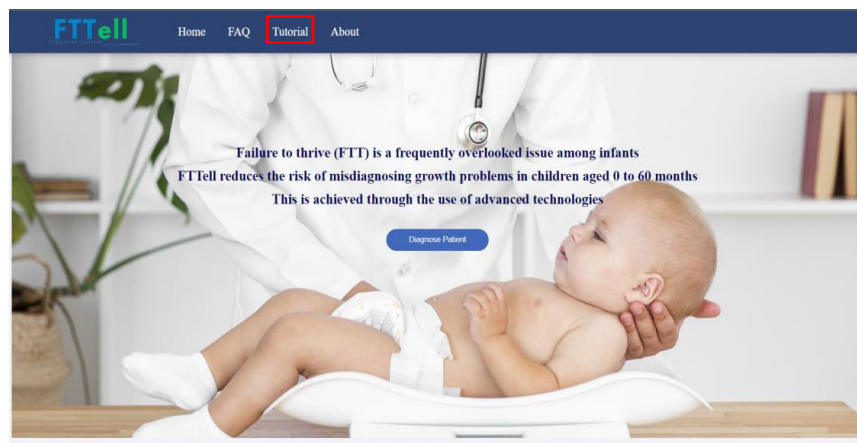 FTTell
Diagnose System
Home FAQ Tutorial About
Failure to thrive (FTT) is a frequently overlooked issue among infants
FTTell reduces the risk of misdiagnosing growth problems in children aged 0 to 60 months
This is achieved through the use of advanced technologies
Diagnose Patient